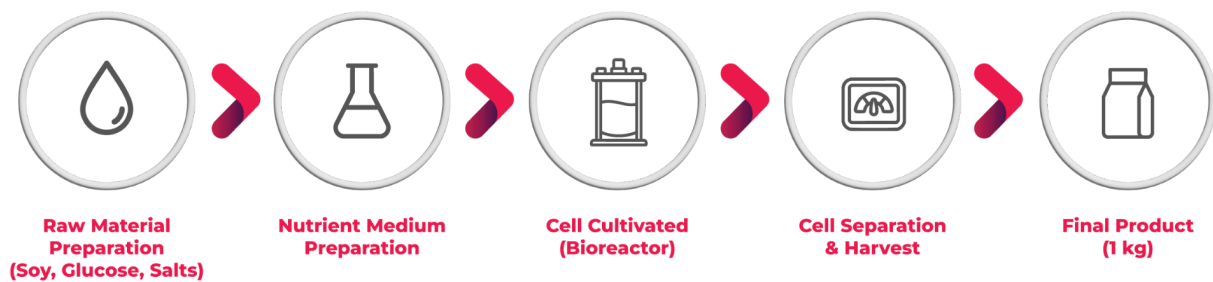 Raw Material
Preparation
(Soy, Glucose, Salts)
Nutrient Medium
Preparation
Cell Cultivated
(Bioreactor)
Cell Separation
& Harvest
Final Product
(1 kg)